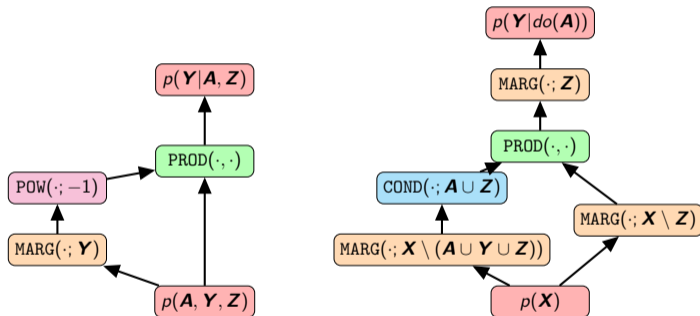 p(Y|A, Z)
PROD(·,·)
POW(·; −1)
MARG(·; Y)
p(A, Y, Z)
p(Y|do(A))
MARG(·; Z)
PROD(·,·)
COND(·; A ∪ Z)
MARG(·; X \ Z)
MARG(·; X \ (A ∪ Y ∪ Z))
p(X)